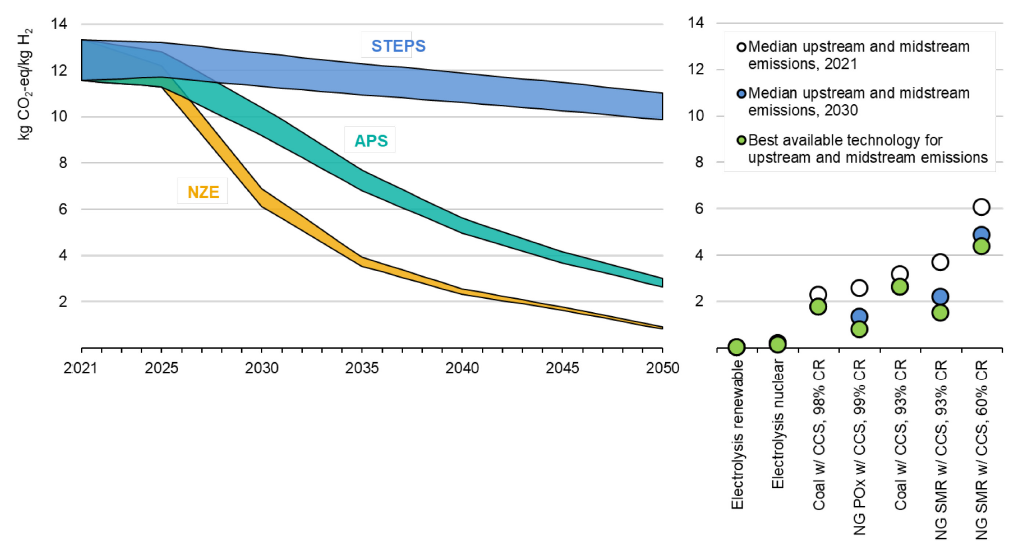 kg CO₂-eq/kg H₂
14
12
10
8
6
4
2
STEPS
APS
NZE
2021
2025
2030
2035
2040
2045
2050
14
12
10
8
6
4
2
Median upstream and midstream
emissions, 2021
Median upstream and midstream
emissions, 2030
Best available technology for
upstream and midstream emissions
Electrolysis renewable
Electrolysis nuclear
Coal w/ CCS, 98% CR
NG POx w/ CCS, 99% CR
Coal w/ CCS, 93% CR
NG SMR w/ CCS, 93% CR
NG SMR w/ CCS, 60% CR